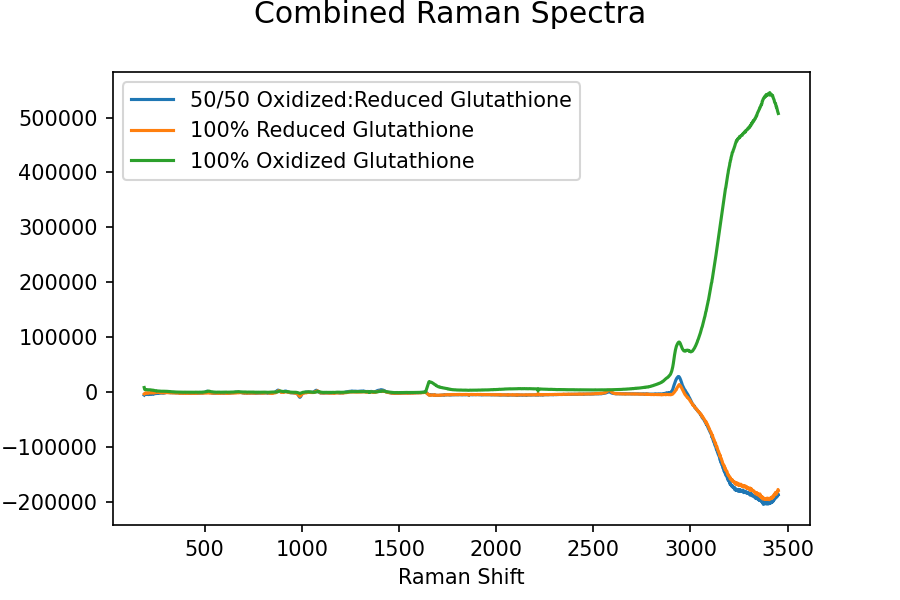 Combined Raman Spectra
50/50 Oxidized:Reduced Glutathione
100% Reduced Glutathione
100% Oxidized Glutathione
500000
400000
300000
200000
100000
0
−100000
−200000
500 1000 1500 2000 2500 3000 3500
Raman Shift